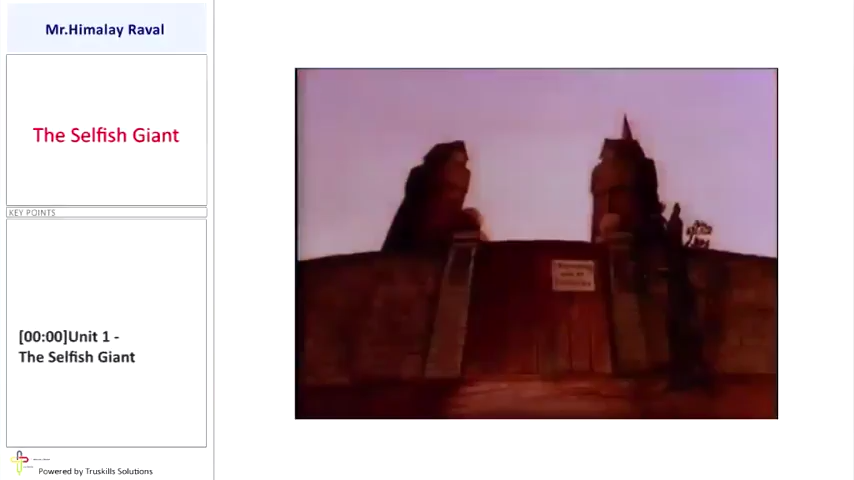 Mr.Himalay Raval
The Selfish Giant
KEY POINTS
[00:00]Unit 1 -
The Selfish Giant
Powered by Truskills Solutions